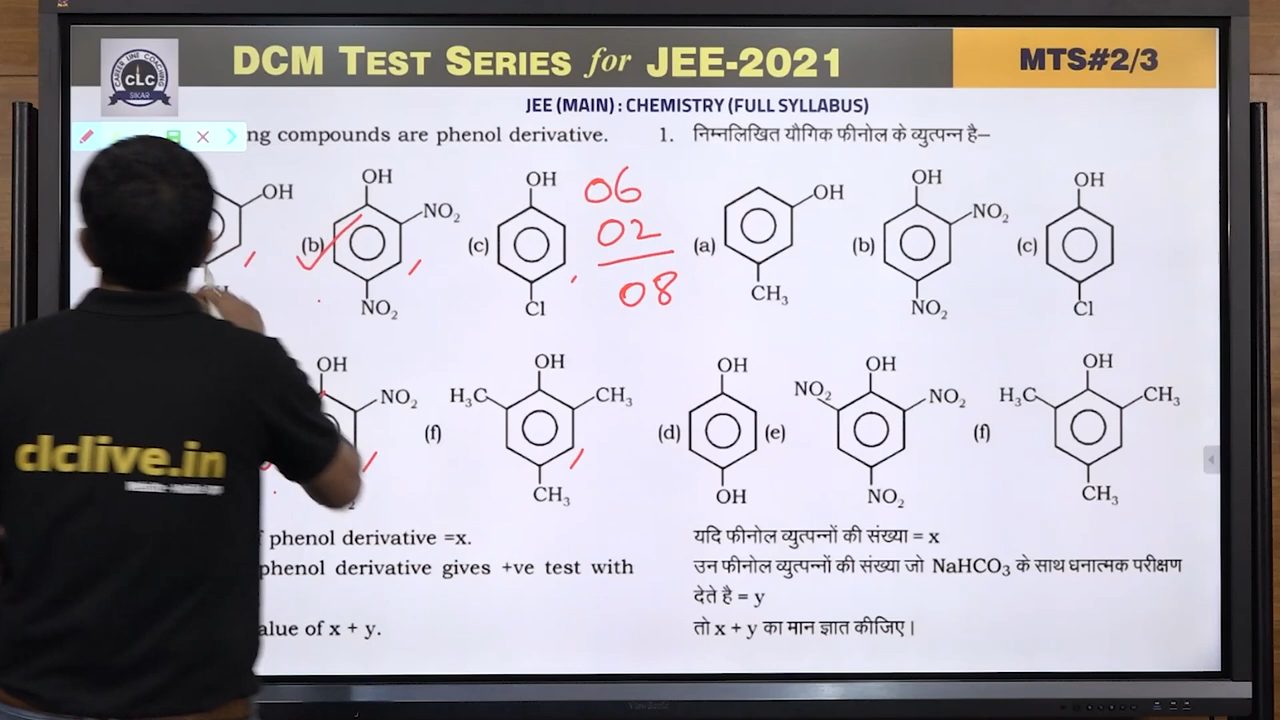 DCM TEST SERIES for JEE-2021
MTS#2/3
CAREER LINE COACHING
CLC
SIKAR
JEE (MAIN) : CHEMISTRY (FULL SYLLABUS)
compounds are phenol derivative.
OH
(b)
OH
NO2
NO2
(c)
OH
Cl
06
02
08
OH
NO2
(f)
OH
H3C
CH3
CH3
phenol derivative =x.
phenol derivative gives +ve test with
of x + y.
1. निम्नलिखित यौगिक फीनोल के व्युत्पन्न है–
(a)
OH
CH3
(b)
OH
NO2
NO2
(c)
OH
Cl
(d)
OH
OH
(e)
OH
NO2
NO2
NO2
(f)
OH
H3C
CH3
CH3
यदि फीनोल व्युत्पन्नों की संख्या = x
उन फीनोल व्युत्पन्नों की संख्या जो NaHCO3 के साथ धनात्मक परीक्षण
देते है = y
तो x + y का मान ज्ञात कीजिए।
dclive.in
ViewSonic